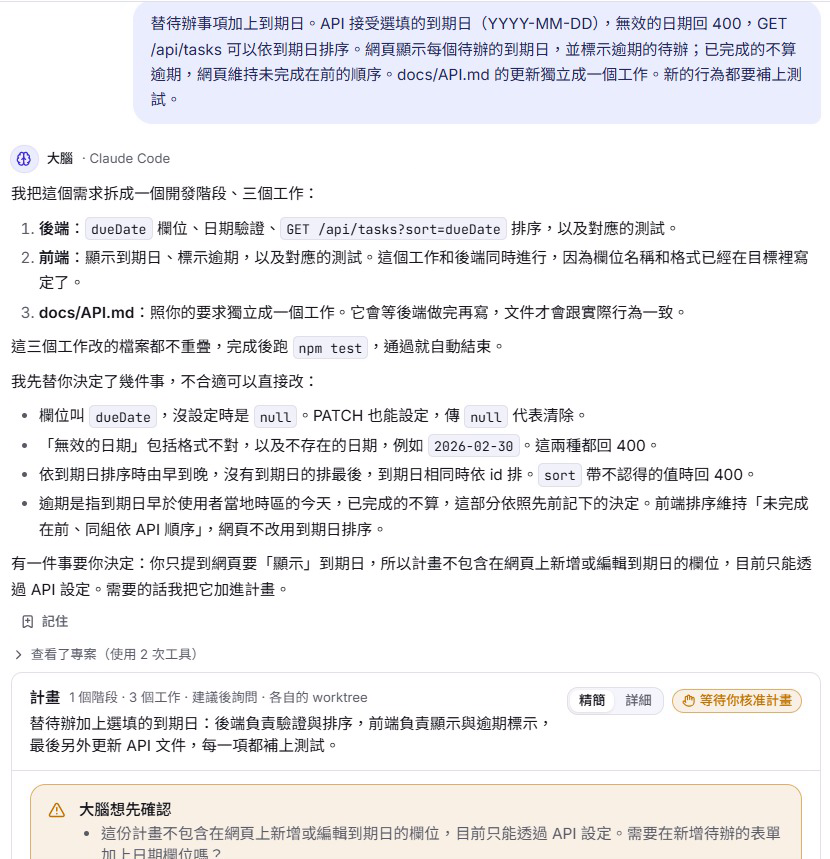 替待辦事項加上到期日。API 接受選填的到期日（YYYY-MM-DD），無效的日期回 400，GET
/api/tasks 可以依到期日排序。網頁顯示每個待辦的到期日，並標示逾期的待辦；已完成的不算
逾期，網頁維持未完成在前的順序。docs/API.md 的更新獨立成一個工作。新的行為都要補上測
試。
大腦 · Claude Code
我把這個需求拆成一個開發階段、三個工作：
1. 後端：dueDate 欄位、日期驗證、GET /api/tasks?sort=dueDate 排序，以及對應的測試。
2. 前端：顯示到期日、標示逾期，以及對應的測試。這個工作和後端同時進行，因為欄位名稱和格式已經在目標裡寫
定了。
3. docs/API.md：照你的要求獨立成一個工作。它會等後端做完再寫，文件才會跟實際行為一致。
這三個工作改的檔案都不重疊，完成後跑 npm test，通過就自動結束。
我先替你決定了幾件事，不合適可以直接改：
• 欄位叫 dueDate，沒設定時是 null。PATCH 也能設定，傳 null 代表清除。
• 「無效的日期」包括格式不對，以及不存在的日期，例如 2026-02-30。這兩種都回 400。
• 依到期日排序時由早到晚，沒有到期日的排最後，到期日相同時依 id 排。sort 帶不認得的值時回 400。
• 逾期是指到期日早於使用者當地時區的今天，已完成的不算，這部分依照先前記下的決定。前端排序維持「未完成
在前、同組依 API 順序」，網頁不改用到期日排序。
有一件事要你決定：你只提到網頁要「顯示」到期日，所以計畫不包含在網頁上新增或編輯到期日的欄位，目前只能透
過 API 設定。需要的話我把它加進計畫。
記住
查看了專案（使用 2 次工具）
計畫 1 個階段 · 3 個工作 · 建議後詢問 · 各自的 worktree
精簡 詳細 等待你核准計畫
替待辦加上選填的到期日：後端負責驗證與排序，前端負責顯示與逾期標示，
最後另外更新 API 文件，每一項都補上測試。
大腦想先確認
• 這份計畫不包含在網頁上新增或編輯到期日的欄位，目前只能透過 API 設定。需要在新增待辦的表單
加上日期欄位嗎？